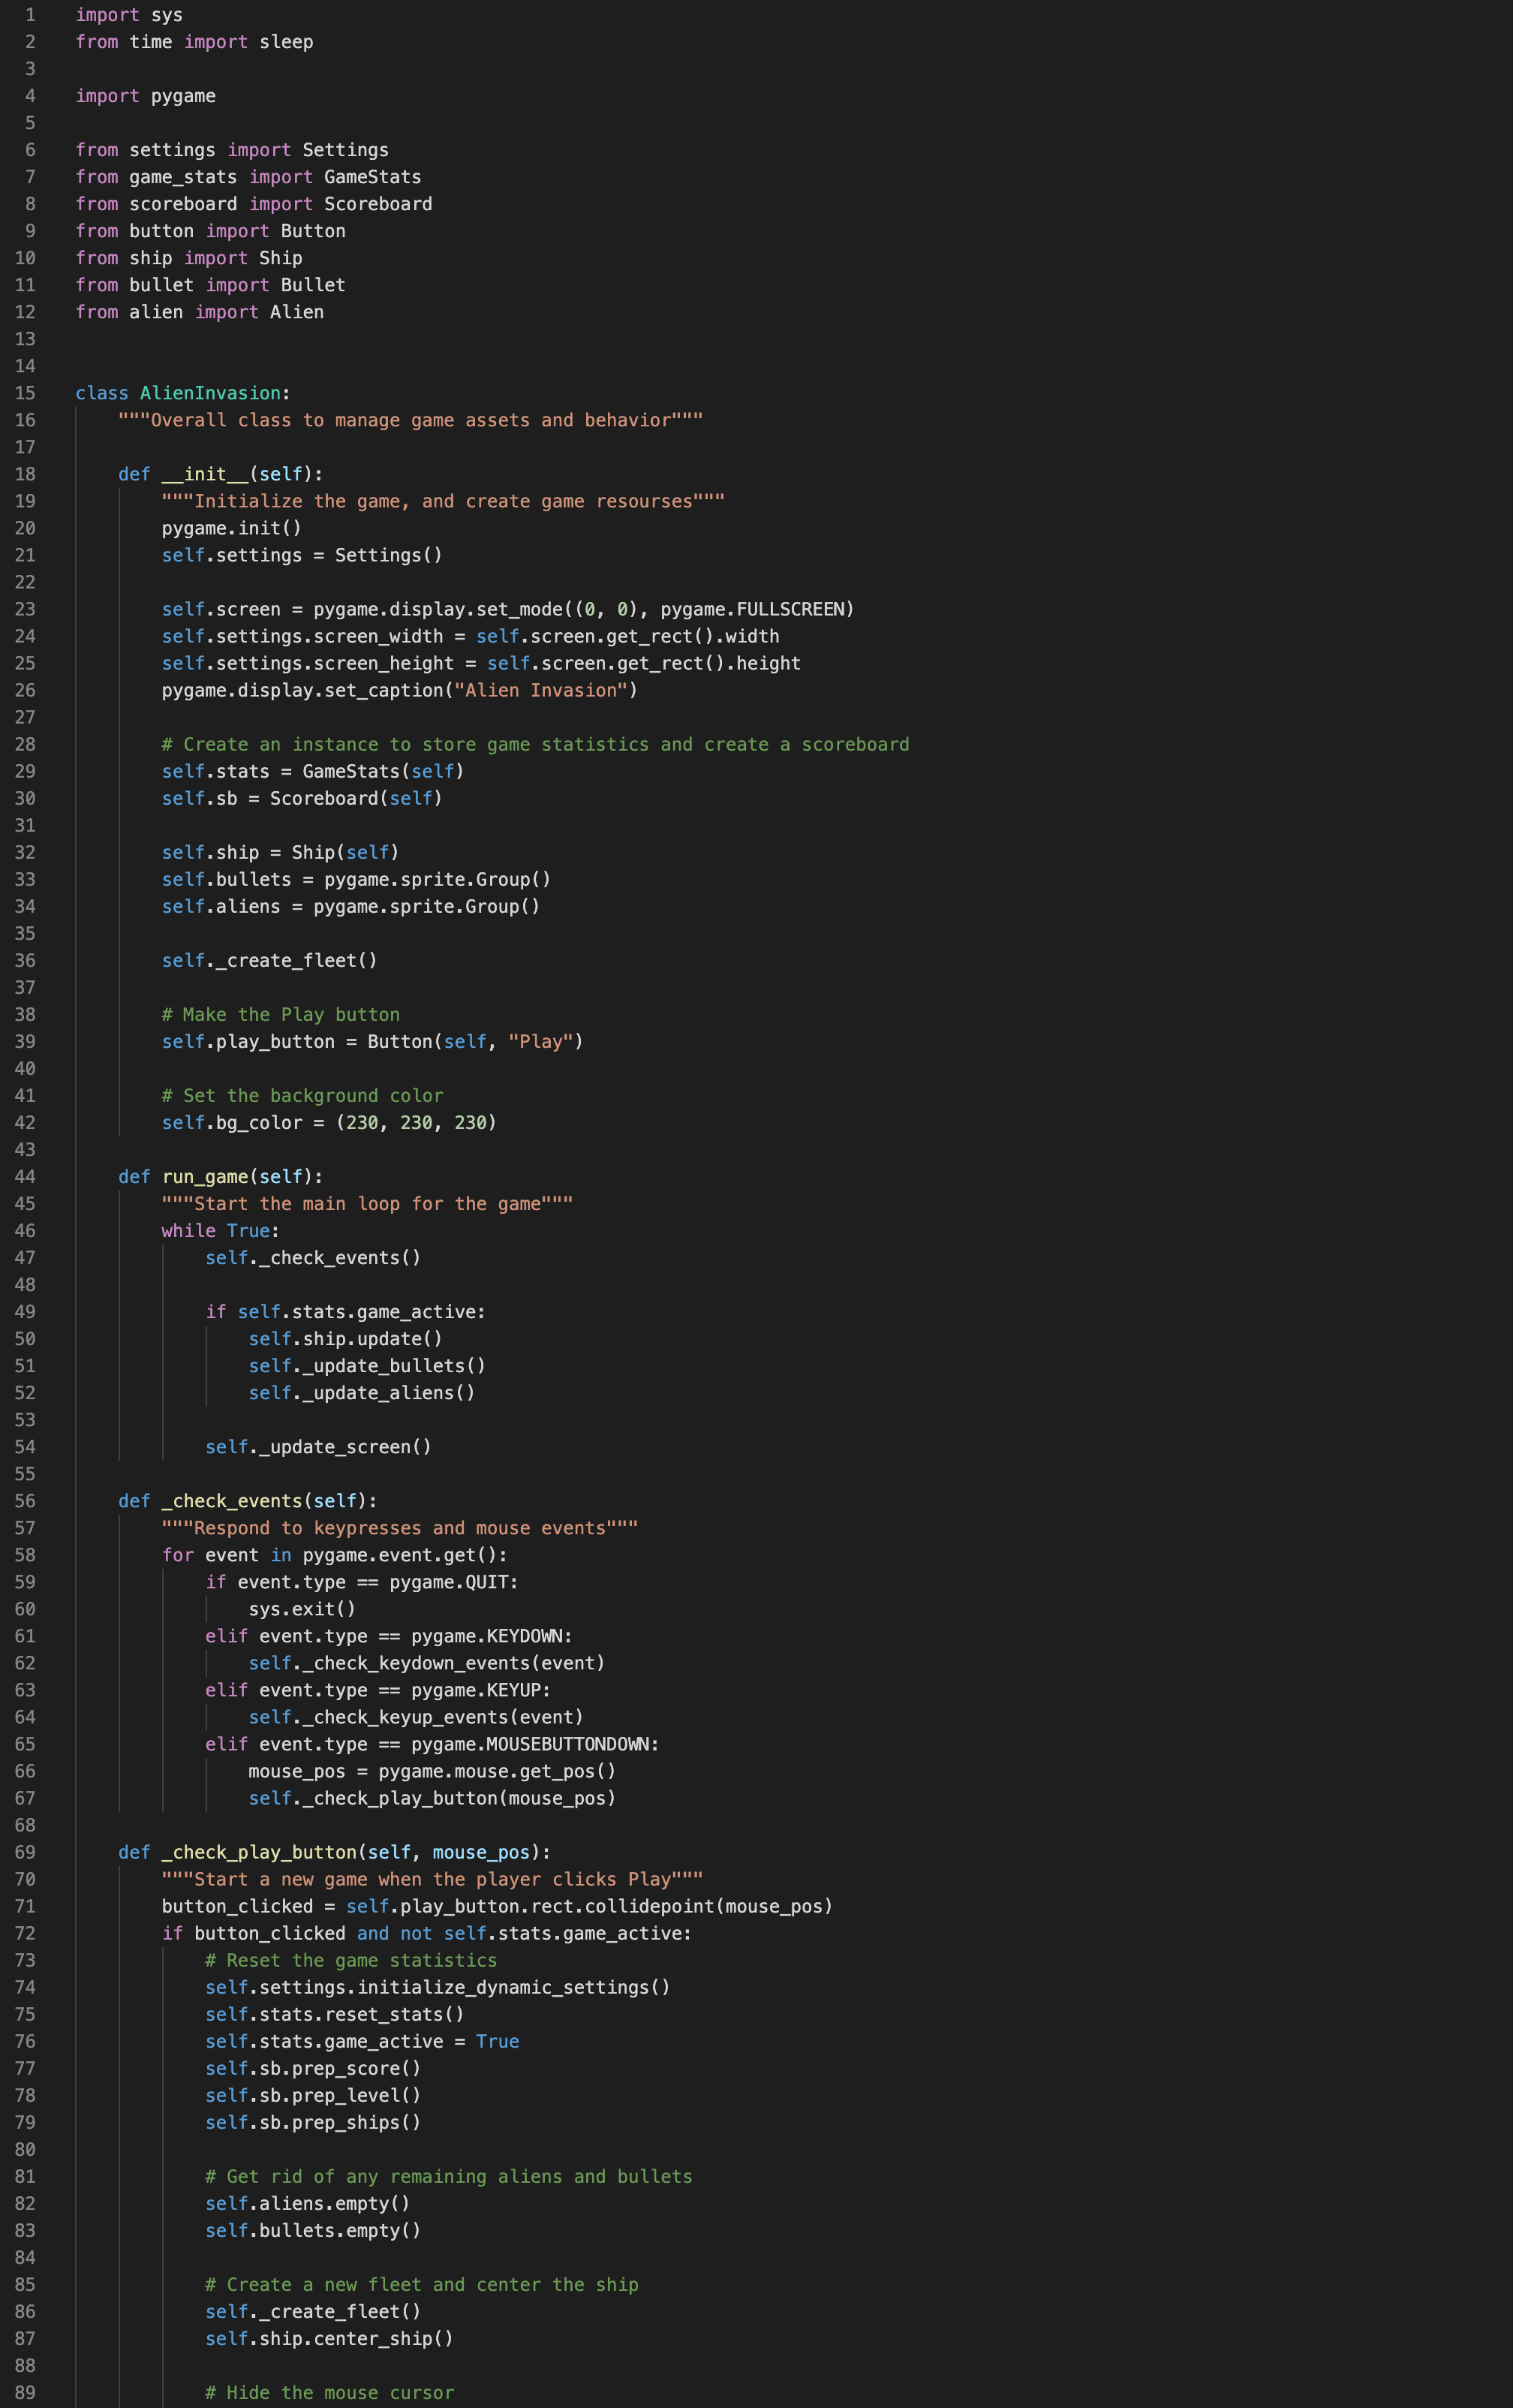 1 import sys
2 from time import sleep
3
4 import pygame
5
6 from settings import Settings
7 from game_stats import GameStats
8 from scoreboard import Scoreboard
9 from button import Button
10 from ship import Ship
11 from bullet import Bullet
12 from alien import Alien
13
14
15 class AlienInvasion:
16     """Overall class to manage game assets and behavior"""
17
18     def __init__(self):
19         """Initialize the game, and create game resourses"""
20         pygame.init()
21         self.settings = Settings()
22
23         self.screen = pygame.display.set_mode((0, 0), pygame.FULLSCREEN)
24         self.settings.screen_width = self.screen.get_rect().width
25         self.settings.screen_height = self.screen.get_rect().height
26         pygame.display.set_caption("Alien Invasion")
27
28         # Create an instance to store game statistics and create a scoreboard
29         self.stats = GameStats(self)
30         self.sb = Scoreboard(self)
31
32         self.ship = Ship(self)
33         self.bullets = pygame.sprite.Group()
34         self.aliens = pygame.sprite.Group()
35
36         self._create_fleet()
37
38         # Make the Play button
39         self.play_button = Button(self, "Play")
40
41         # Set the background color
42         self.bg_color = (230, 230, 230)
43
44     def run_game(self):
45         """Start the main loop for the game"""
46         while True:
47             self._check_events()
48
49             if self.stats.game_active:
50                 self.ship.update()
51                 self._update_bullets()
52                 self._update_aliens()
53
54             self._update_screen()
55
56     def _check_events(self):
57         """Respond to keypresses and mouse events"""
58         for event in pygame.event.get():
59             if event.type == pygame.QUIT:
60                 sys.exit()
61             elif event.type == pygame.KEYDOWN:
62                 self._check_keydown_events(event)
63             elif event.type == pygame.KEYUP:
64                 self._check_keyup_events(event)
65             elif event.type == pygame.MOUSEBUTTONDOWN:
66                 mouse_pos = pygame.mouse.get_pos()
67                 self._check_play_button(mouse_pos)
68
69     def _check_play_button(self, mouse_pos):
70         """Start a new game when the player clicks Play"""
71         button_clicked = self.play_button.rect.collidepoint(mouse_pos)
72         if button_clicked and not self.stats.game_active:
73             # Reset the game statistics
74             self.settings.initialize_dynamic_settings()
75             self.stats.reset_stats()
76             self.stats.game_active = True
77             self.sb.prep_score()
78             self.sb.prep_level()
79             self.sb.prep_ships()
80
81             # Get rid of any remaining aliens and bullets
82             self.aliens.empty()
83             self.bullets.empty()
84
85             # Create a new fleet and center the ship
86             self._create_fleet()
87             self.ship.center_ship()
88
89             # Hide the mouse cursor